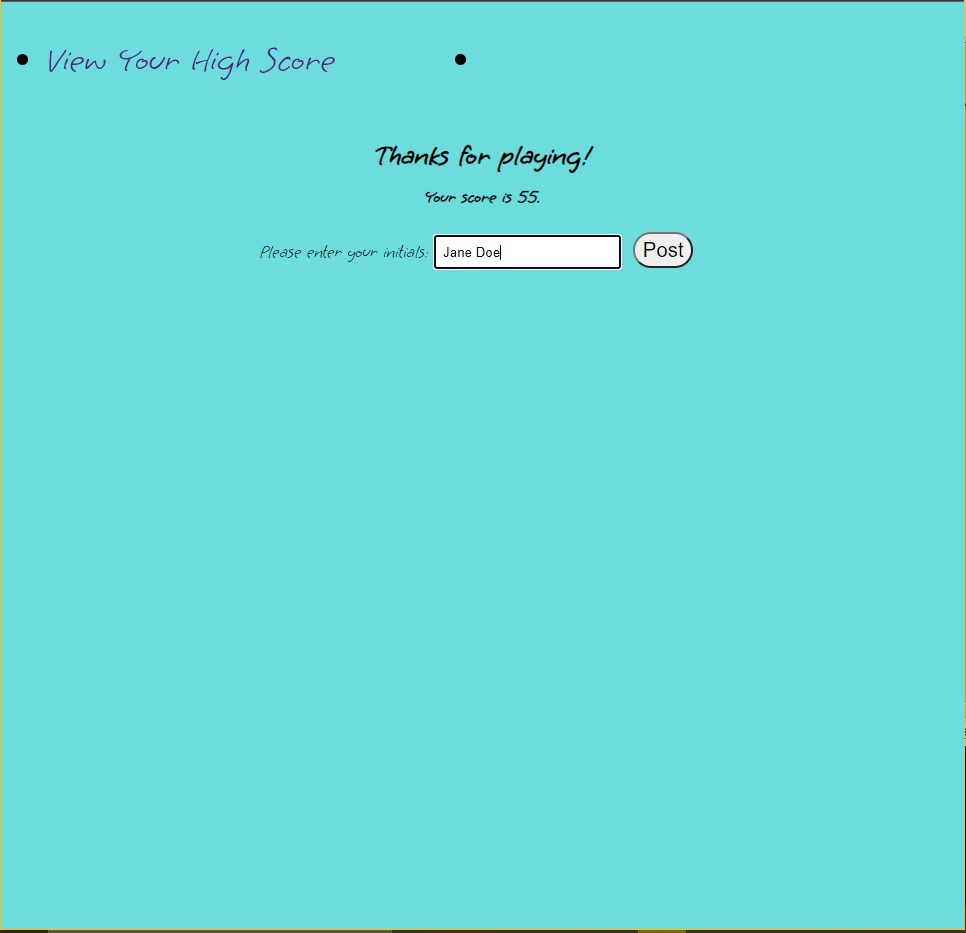 View Your High Score
Thanks for playing!
Your score is 55.
Please enter your initials: Jane Doe Post